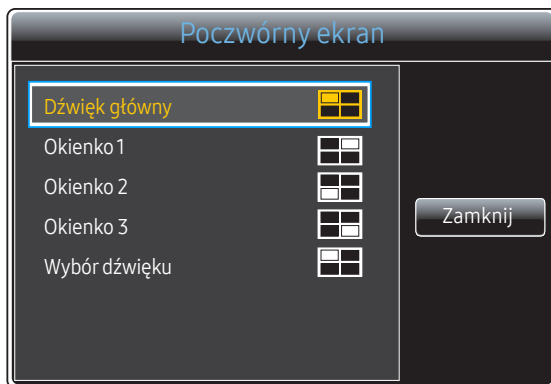 Poczwórny ekran
Dźwięk główny
Okienko 1
Okienko 2
Okienko 3
Wybór dźwięku
Zamknij